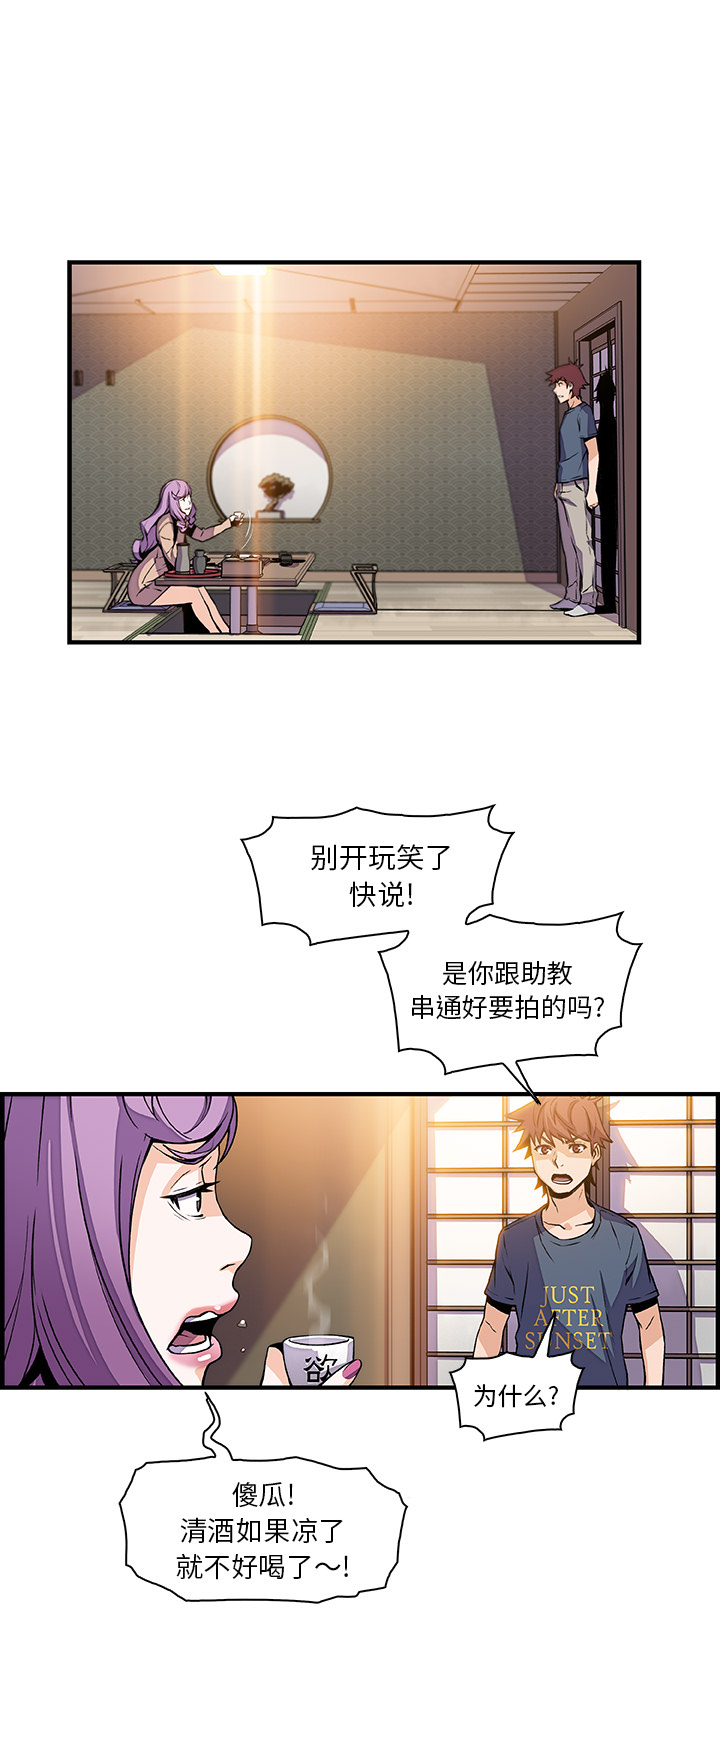 别开玩笑了
快说!
是你跟助教
串通好要拍的吗?
JUST
AFTER
SUNSET
欲
为什么?
傻瓜!
清酒如果凉了
就不好喝了～!